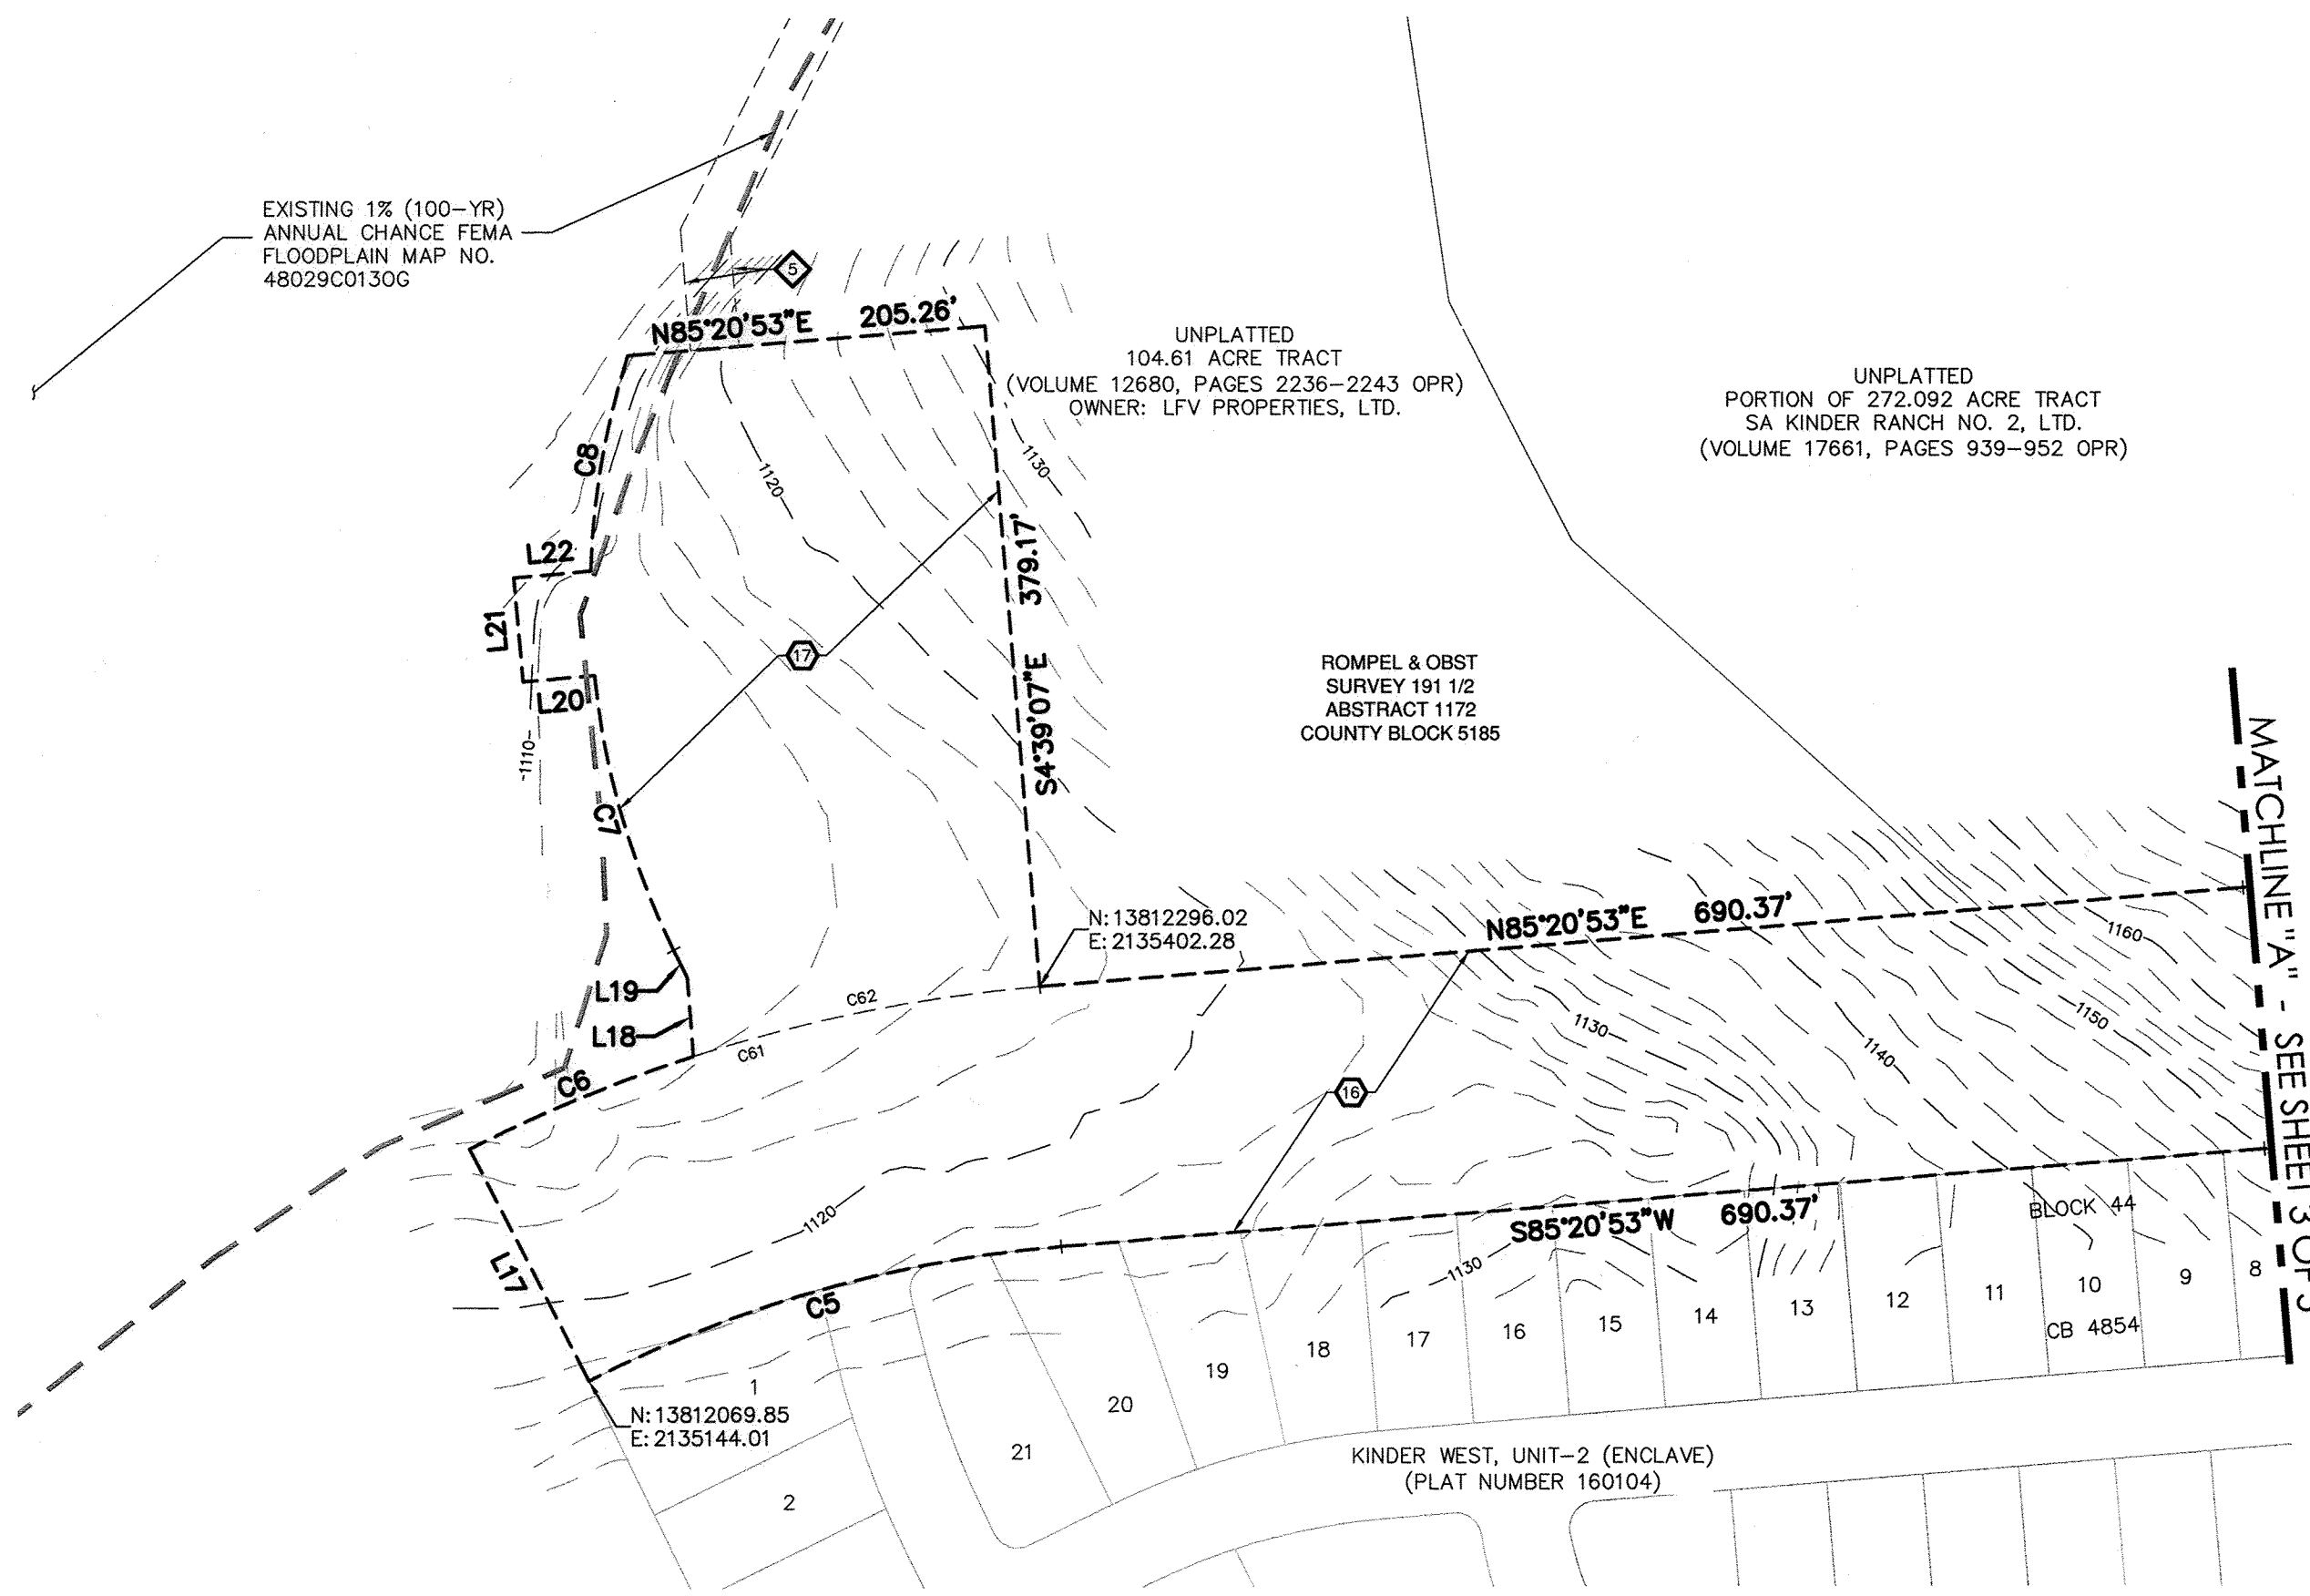 EXISTING 1% (100-YR)
ANNUAL CHANCE FEMA
FLOODPLAIN MAP NO.
48029C0130G
5
N85°20'53"E 205.26'
UNPLATTED
104.61 ACRE TRACT
(VOLUME 12680, PAGES 2236-2243 OPR)
OWNER: LFV PROPERTIES, LTD.
UNPLATTED
PORTION OF 272.092 ACRE TRACT
SA KINDER RANCH NO. 2, LTD.
(VOLUME 17661, PAGES 939-952 OPR)
C8
1120
1130
L22
L21
L20
S4°39'07"E 379.17'
17
1110
C7
ROMPEL & OBST
SURVEY 191 1/2
ABSTRACT 1172
COUNTY BLOCK 5185
MATCHLINE "A" - SEE SHEET 3 OF 5
N:13812296.02
E:2135402.28
N85°20'53"E 690.37'
1160
1150
1140
1130
L19
L18
C62
C61
C6
16
1120
L17
C5
1130
S85°20'53"W 690.37'
BLOCK 44
CB 4854
1
2
21
20
19
18
17
16
15
14
13
12
11
10
9
8
N:13812069.85
E:2135144.01
KINDER WEST, UNIT-2 (ENCLAVE)
(PLAT NUMBER 160104)